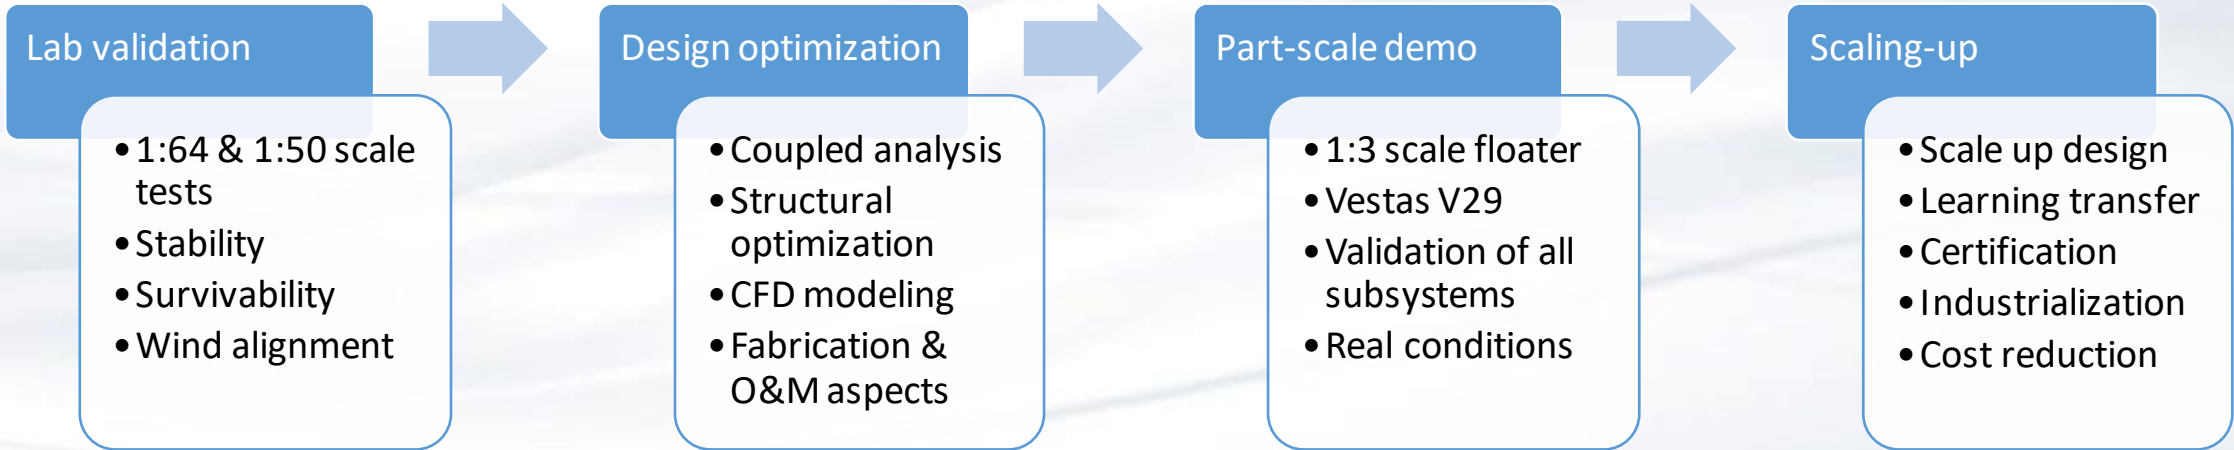 Lab validation
•1:64 & 1:50 scale
tests
•Stability
•Survivability
•Wind alignment
Design optimization
•Coupled analysis
•Structural
optimization
•CFD modeling
•Fabrication &
O&M aspects
Part-scale demo
•1:3 scale floater
•Vestas V29
•Validation of all
subsystems
•Real conditions
Scaling-up
•Scale up design
•Learning transfer
•Certification
•Industrialization
•Cost reduction